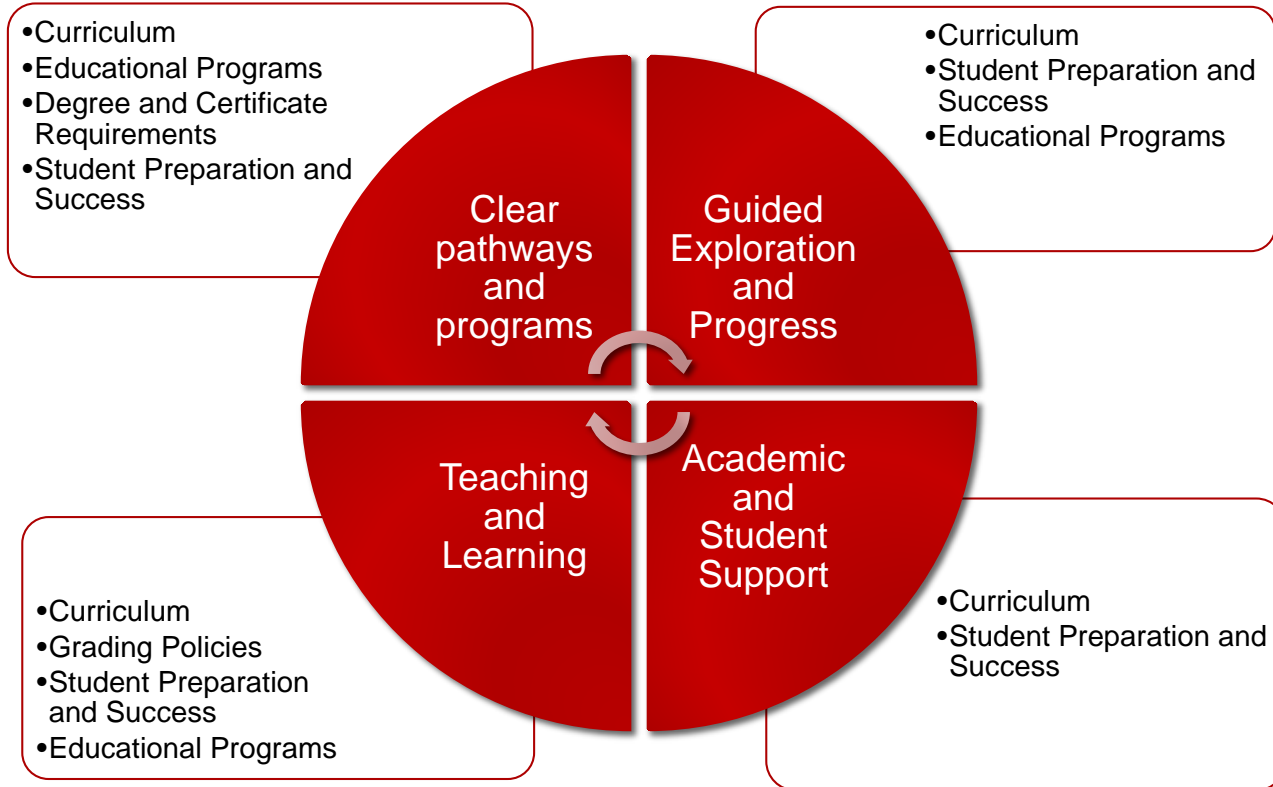 •Curriculum
•Educational Programs
•Degree and Certificate
Requirements
•Student Preparation and
Success
Clear
pathways
and
programs
Guided
Exploration
and
Progress
•Curriculum
•Student Preparation and
Success
•Educational Programs
•Curriculum
•Grading Policies
•Student Preparation
and Success
•Educational Programs
Teaching
and
Learning
Academic
and
Student
Support
•Curriculum
•Student Preparation and
Success